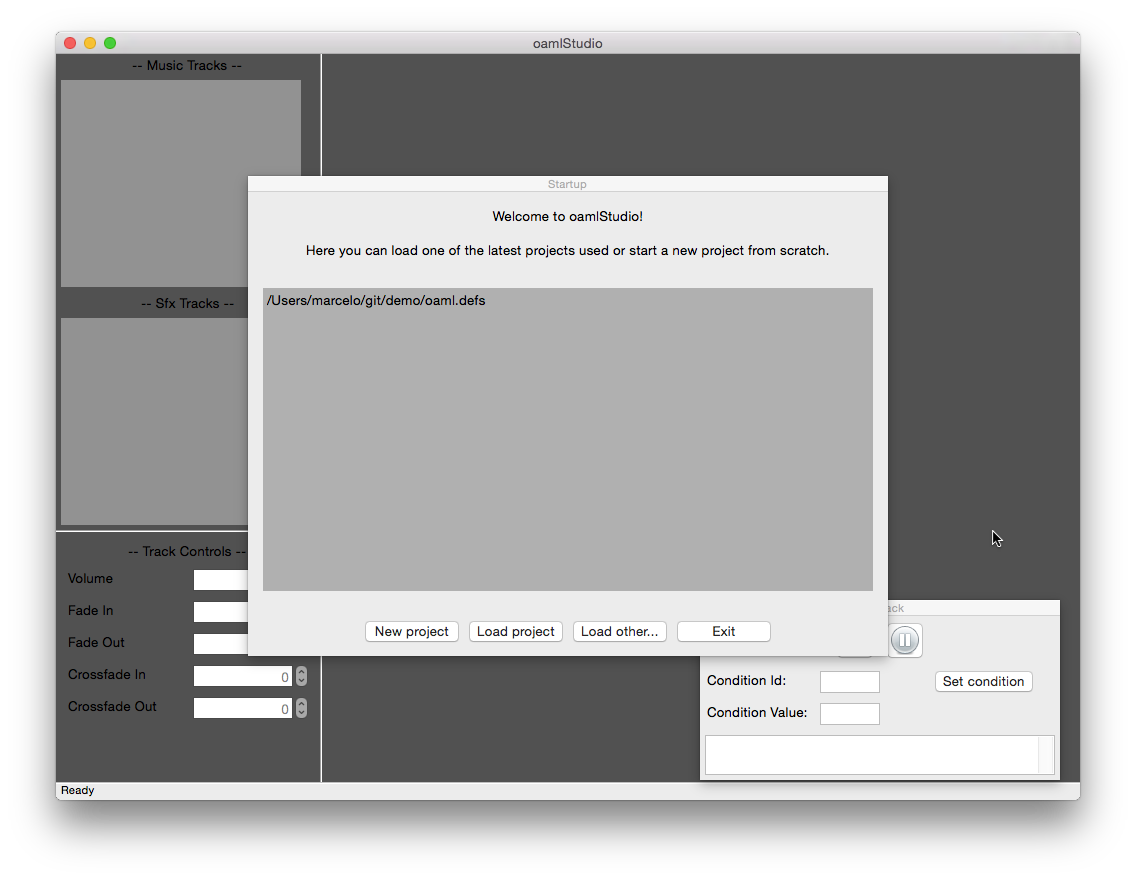 oamlStudio
-- Music Tracks --
Startup
Welcome to oamlStudio!
Here you can load one of the latest projects used or start a new project from scratch.
/Users/marcelo/git/demo/oaml.defs
New project
Load project
Load other...
Exit
-- Sfx Tracks --
-- Track Controls --
Volume
Fade In
Fade Out
Crossfade In
0
Crossfade Out
0
Condition Id:
Set condition
Condition Value:
Ready